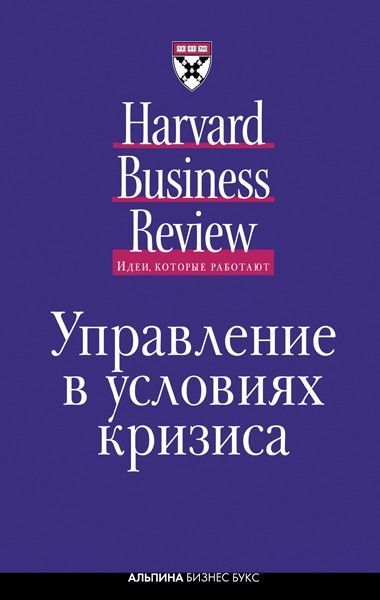 Harvard
Business
Review
Идеи, которые работают
Управление
в условиях
кризиса
АЛЬПИНА БИЗНЕС БУКС